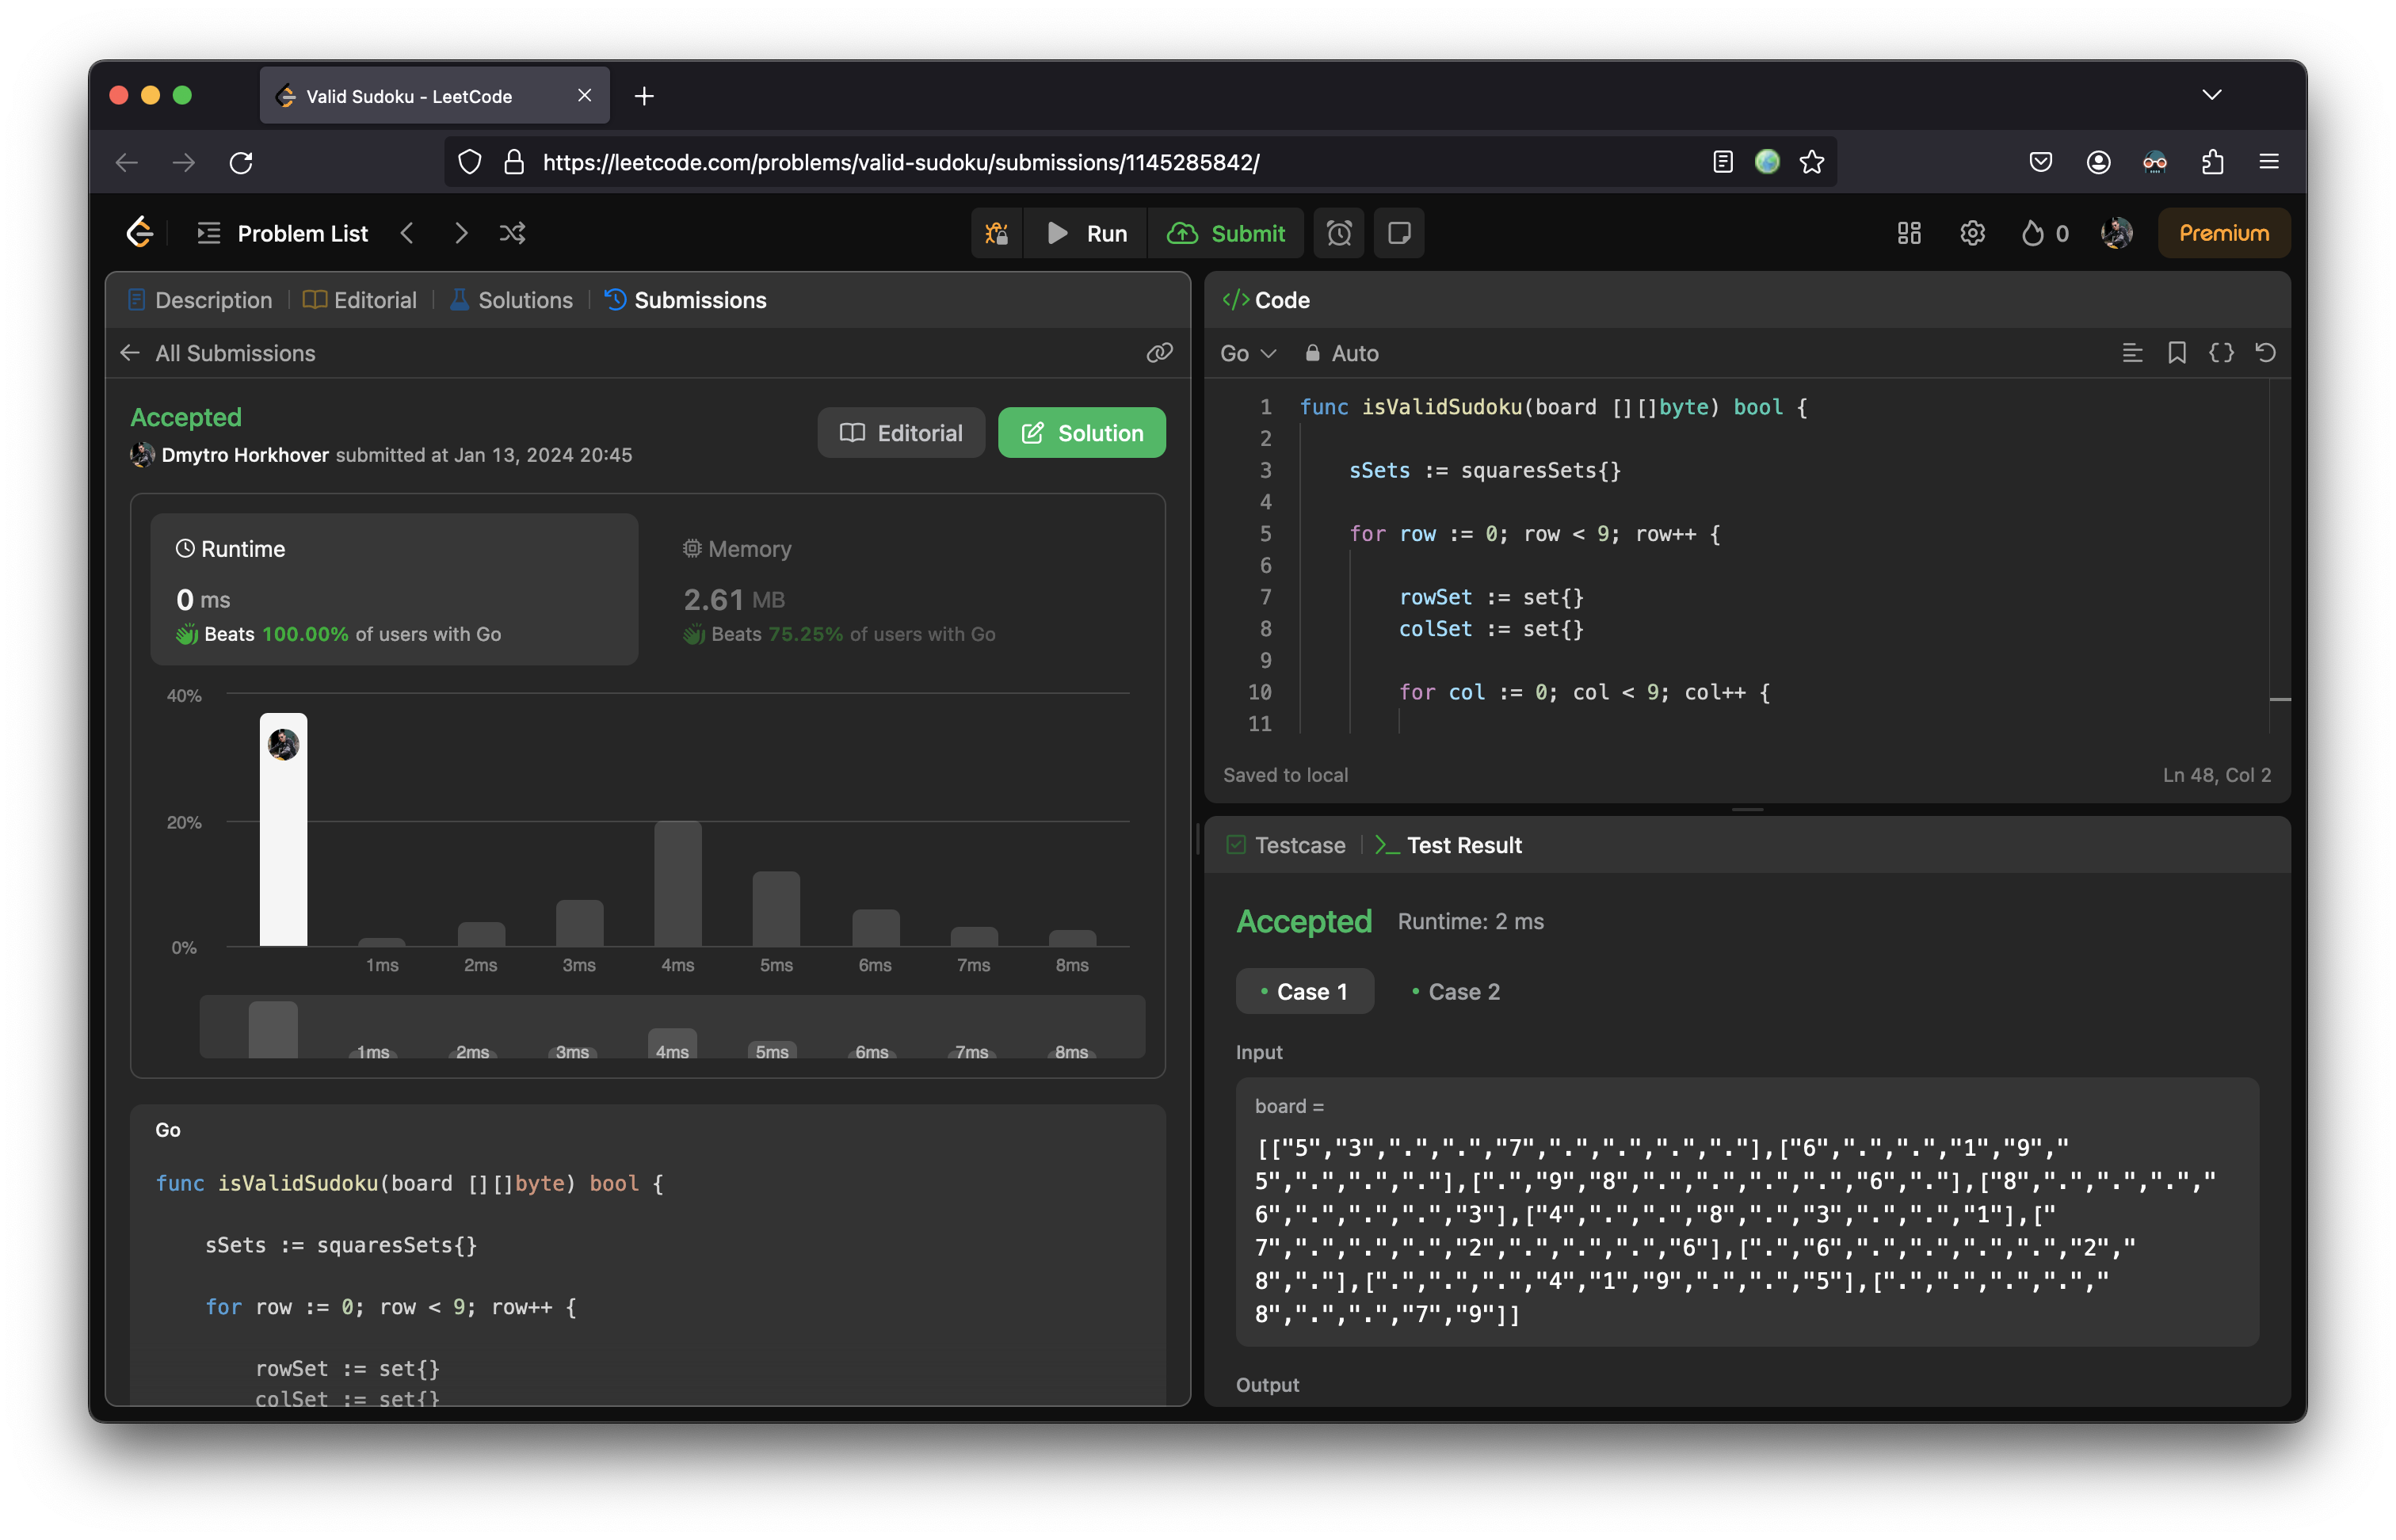 Valid Sudoku - LeetCode
https://leetcode.com/problems/valid-sudoku/submissions/1145285842/
Problem List
Run
Submit
0
Premium
Description
Editorial
Solutions
Submissions
All Submissions
Accepted
Dmytro Horkhover submitted at Jan 13, 2024 20:45
Editorial
Solution
Runtime
0 ms
Beats 100.00% of users with Go
Memory
2.61 MB
Beats 75.25% of users with Go
40%
20%
0%
1ms 2ms 3ms 4ms 5ms 6ms 7ms 8ms
1ms 2ms 3ms 4ms 5ms 6ms 7ms 8ms
Go
func isValidSudoku(board [][]byte) bool {
sSets := squaresSets{}
for row := 0; row < 9; row++ {
rowSet := set{}
colSet := set{}
Code
Go
Auto
1 func isValidSudoku(board [][]byte) bool {
2
3 sSets := squaresSets{}
4
5 for row := 0; row < 9; row++ {
6
7 rowSet := set{}
8 colSet := set{}
9
10 for col := 0; col < 9; col++ {
11
Saved to local
Ln 48, Col 2
Testcase
Test Result
Accepted
Runtime: 2 ms
Case 1
Case 2
Input
board =
[["5","3",".",".","7",".",".",".","."],["6",".",".","1","9","
5",".",".","."],[".","9","8",".",".",".",".","6","."],["8",".",".",".","
6",".",".",".","3"],["4",".",".","8",".","3",".",".","1"],["
7",".",".",".","2",".",".",".","6"],[".","6",".",".",".",".","2","
8","."],[".",".",".","4","1","9",".",".","5"],[".",".",".",".","
8",".",".","7","9"]]
Output